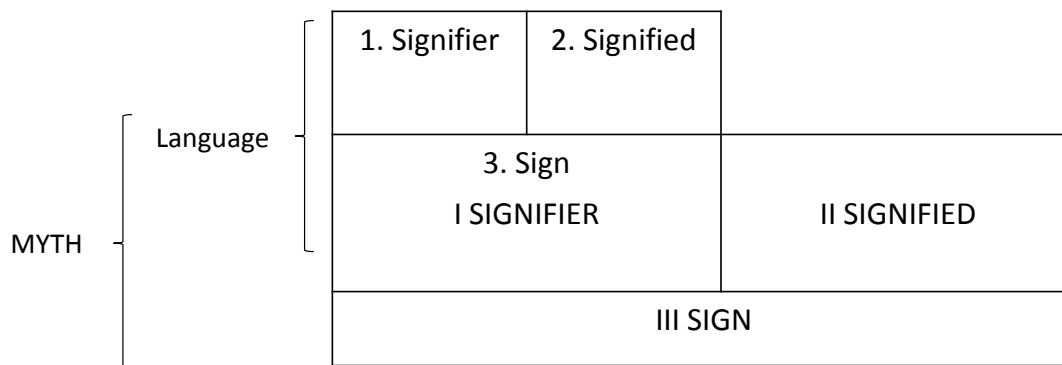 1. Signifier
2. Signified
Language
3. Sign
I SIGNIFIER
II SIGNIFIED
MYTH
III SIGN